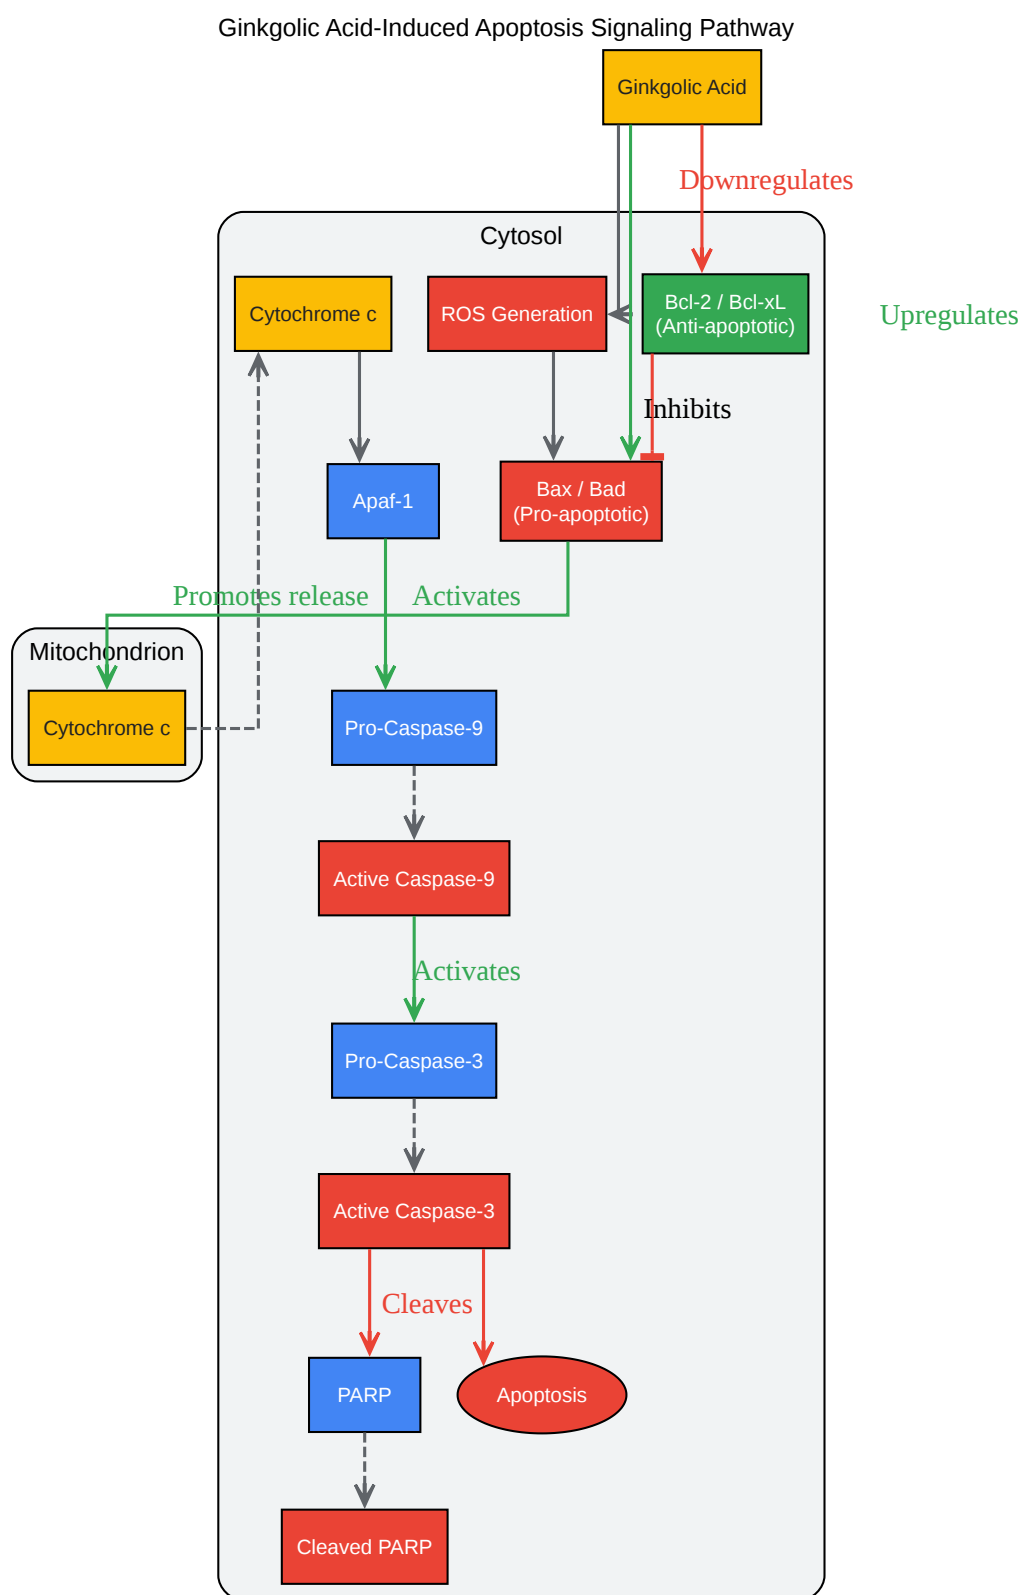 Ginkgolic Acid-Induced Apoptosis Signaling Pathway
Ginkgolic Acid
Downregulates
Cytosol
Cytochrome c
ROS Generation
Bcl-2 / Bcl-xL
(Anti-apoptotic)
Upregulates
Inhibits
Apaf-1
Bax / Bad
(Pro-apoptotic)
Promotes release
Activates
Mitochondrion
Cytochrome c
Pro-Caspase-9
Active Caspase-9
Activates
Pro-Caspase-3
Active Caspase-3
Cleaves
PARP
Apoptosis
Cleaved PARP